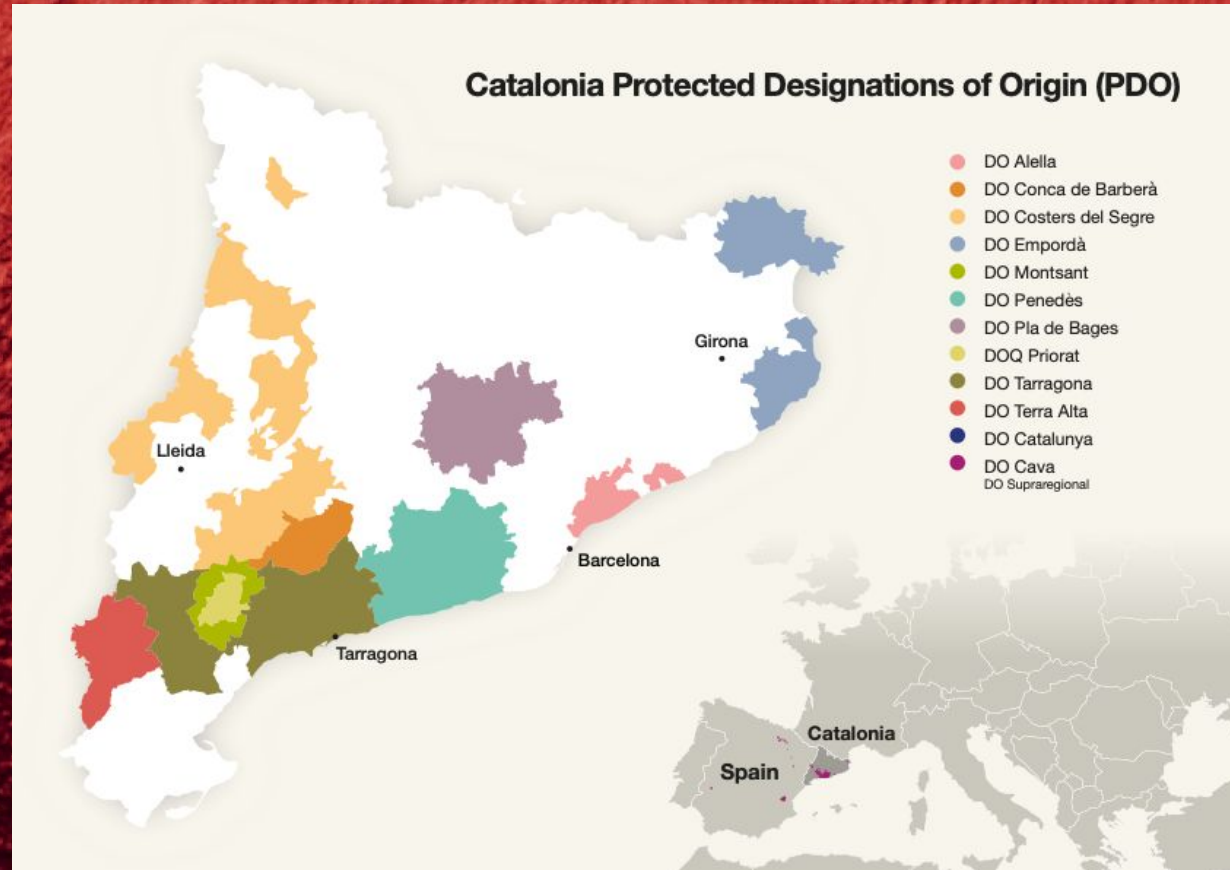 Catalonia Protected Designations of Origin (PDO)
DO Alella
DO Conca de Barberà
DO Costers del Segre
DO Empordà
DO Montsant
DO Penedès
DO Pla de Bages
DOQ Priorat
DO Tarragona
DO Terra Alta
DO Catalunya
DO Cava
DO Supraregional
Girona
Lleida
Barcelona
Tarragona
Catalonia
Spain